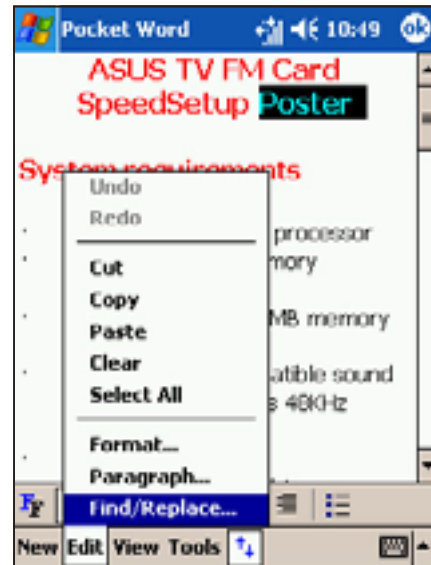 Pocket Word 10:49 ok
ASUS TV FM Card
SpeedSetup Poster
System requirements
Undo
Redo
processor
Cut
mory
Copy
MB memory
Paste
Clear
atible sound
Select All
s 48KHz
Format...
Paragraph...
Find/Replace...
New Edit View Tools